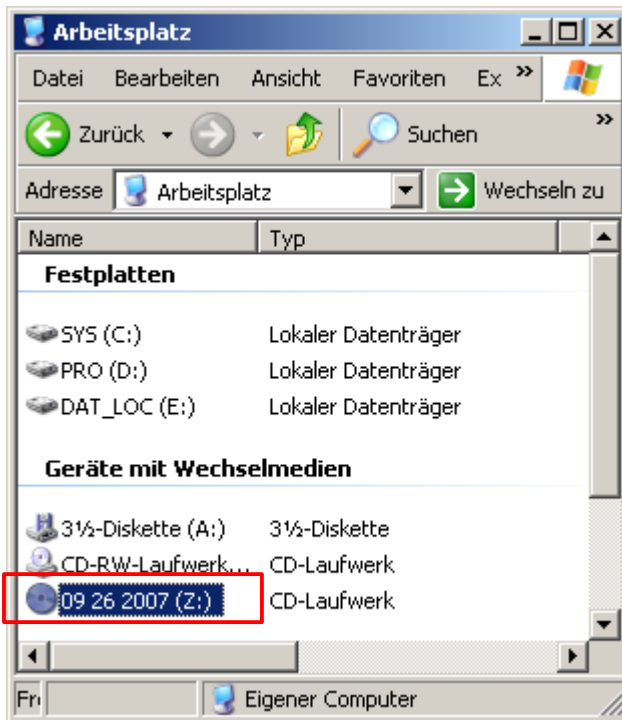 Arbeitsplatz
Datei Bearbeiten Ansicht Favoriten Ex »
Zurück Suchen »
Adresse Arbeitsplatz Wechseln zu
Name Typ
Festplatten
SYS (C:) Lokaler Datenträger
PRO (D:) Lokaler Datenträger
DAT_LOC (E:) Lokaler Datenträger
Geräte mit Wechselmedien
3½-Diskette (A:) 3½-Diskette
CD-RW-Laufwerk... CD-Laufwerk
09 26 2007 (Z:) CD-Laufwerk
Fr Eigener Computer